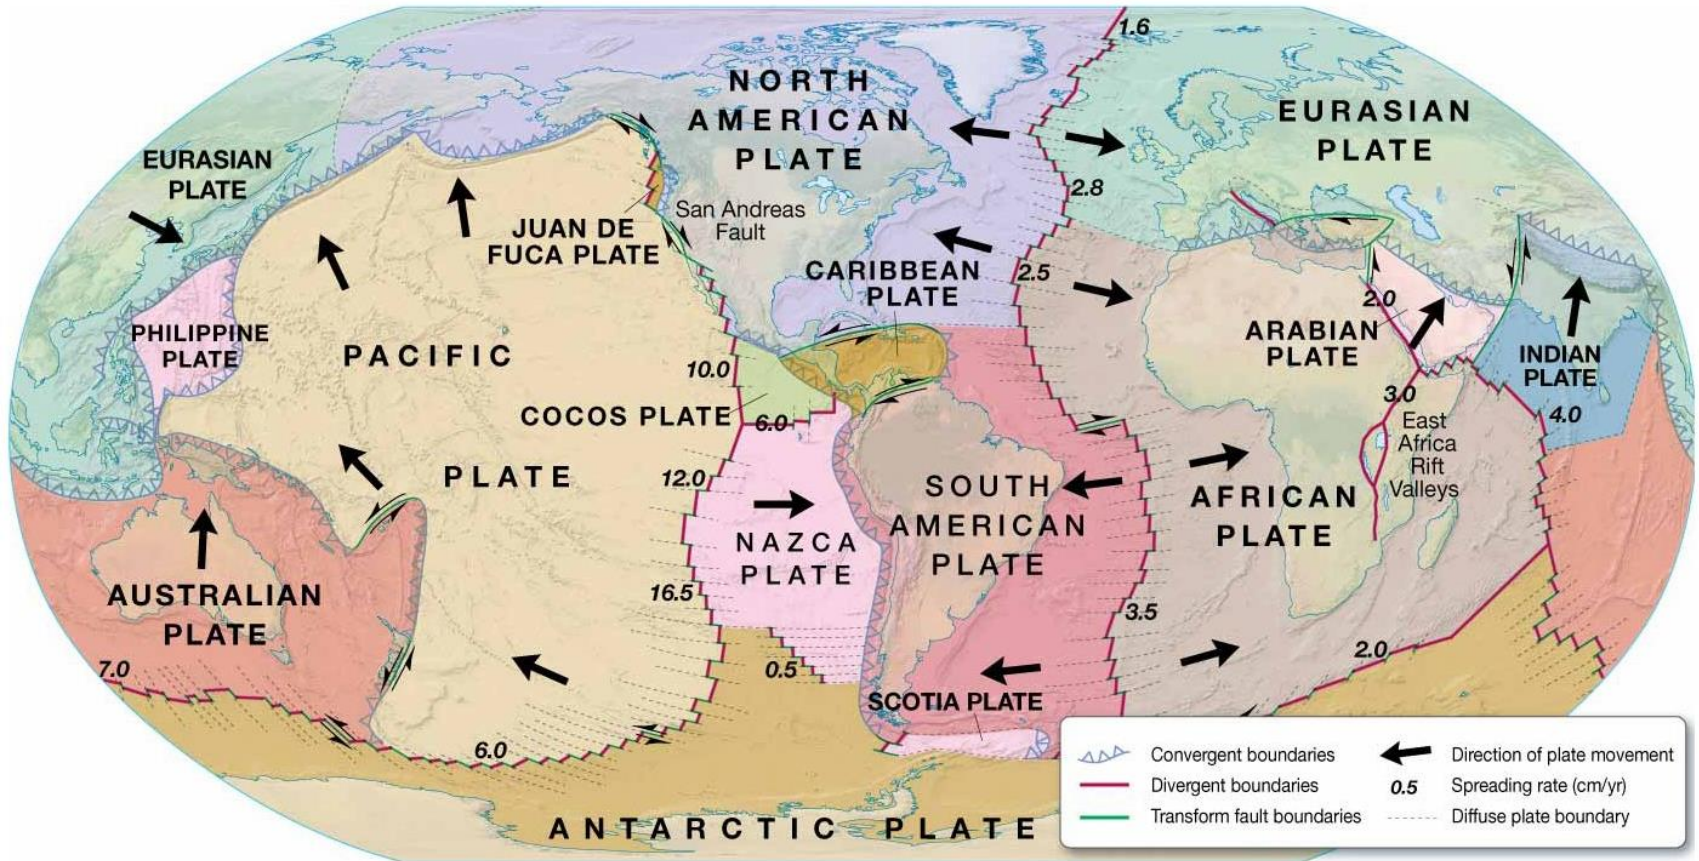 1.6
NORTH
AMERICAN
PLATE
EURASIAN
PLATE
EURASIAN
PLATE
2.8
San Andreas
Fault
JUAN DE
FUCA PLATE
CARIBBEAN
PLATE
2.5
2.0
ARABIAN
PLATE
INDIAN
PLATE
PHILIPPINE
PLATE
PACIFIC
PLATE
10.0
COCOS PLATE
6.0
3.0
4.0
East
Africa
Rift
Valleys
12.0
SOUTH
AMERICAN
PLATE
AFRICAN
PLATE
NAZCA
PLATE
16.5
3.5
AUSTRALIAN
PLATE
7.0
0.5
2.0
SCOTIA PLATE
6.0
ANTARCTIC PLATE
Convergent boundaries
Divergent boundaries
Transform fault boundaries
Direction of plate movement
0.5 Spreading rate (cm/yr)
Diffuse plate boundary